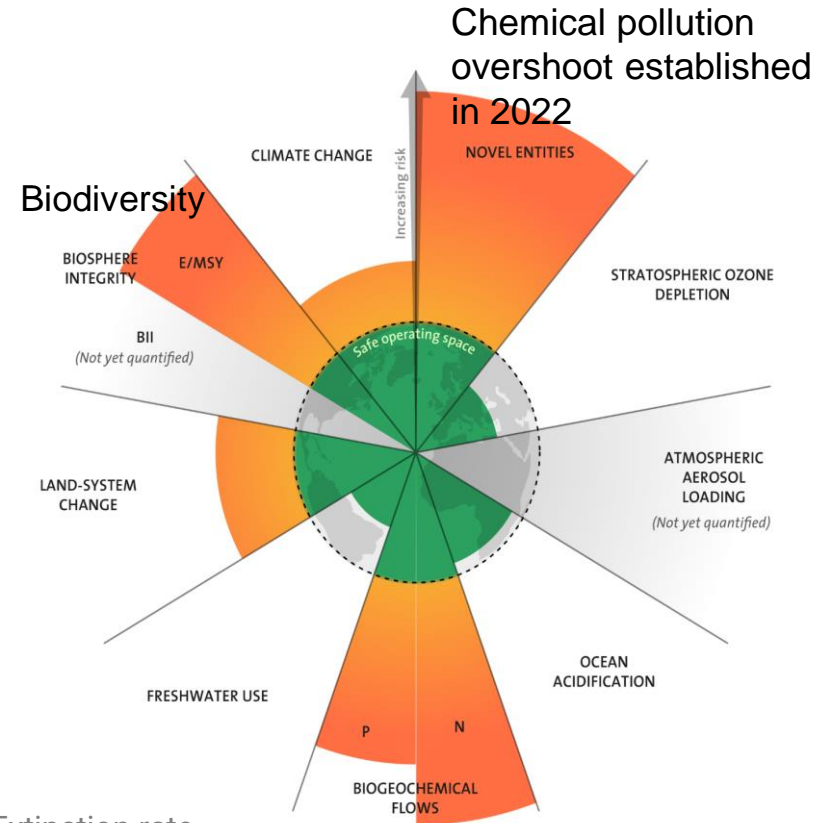 Chemical pollution
overshoot established
in 2022
CLIMATE CHANGE
NOVEL ENTITIES
Increasing risk
Biodiversity
BIOSPHERE
INTEGRITY
E/MSY
STRATOSPHERIC OZONE
DEPLETION
BII
(Not yet quantified)
Safe operating space
LAND-SYSTEM
CHANGE
ATMOSPHERIC
AEROSOL
LOADING
(Not yet quantified)
FRESHWATER USE
OCEAN
ACIDIFICATION
P
N
BIOGEOCHEMICAL
FLOWS
Extinction rate